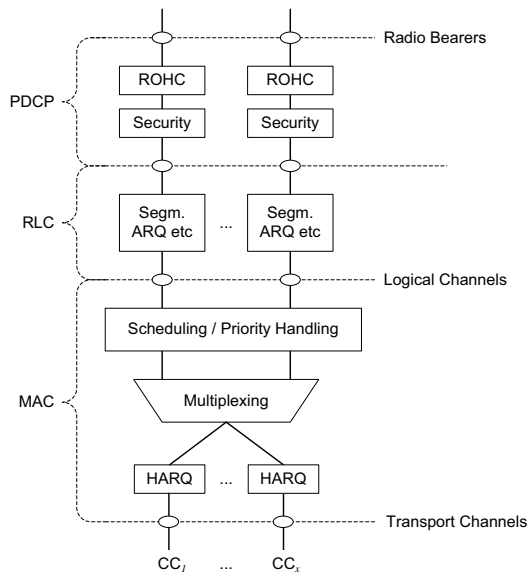 Radio Bearers
ROHC ROHC
PDCP
Security Security
Segm. ARQ etc ... Segm. ARQ etc
RLC
Logical Channels
Scheduling / Priority Handling
Multiplexing
MAC
HARQ ... HARQ
Transport Channels
CC1 ... CCx